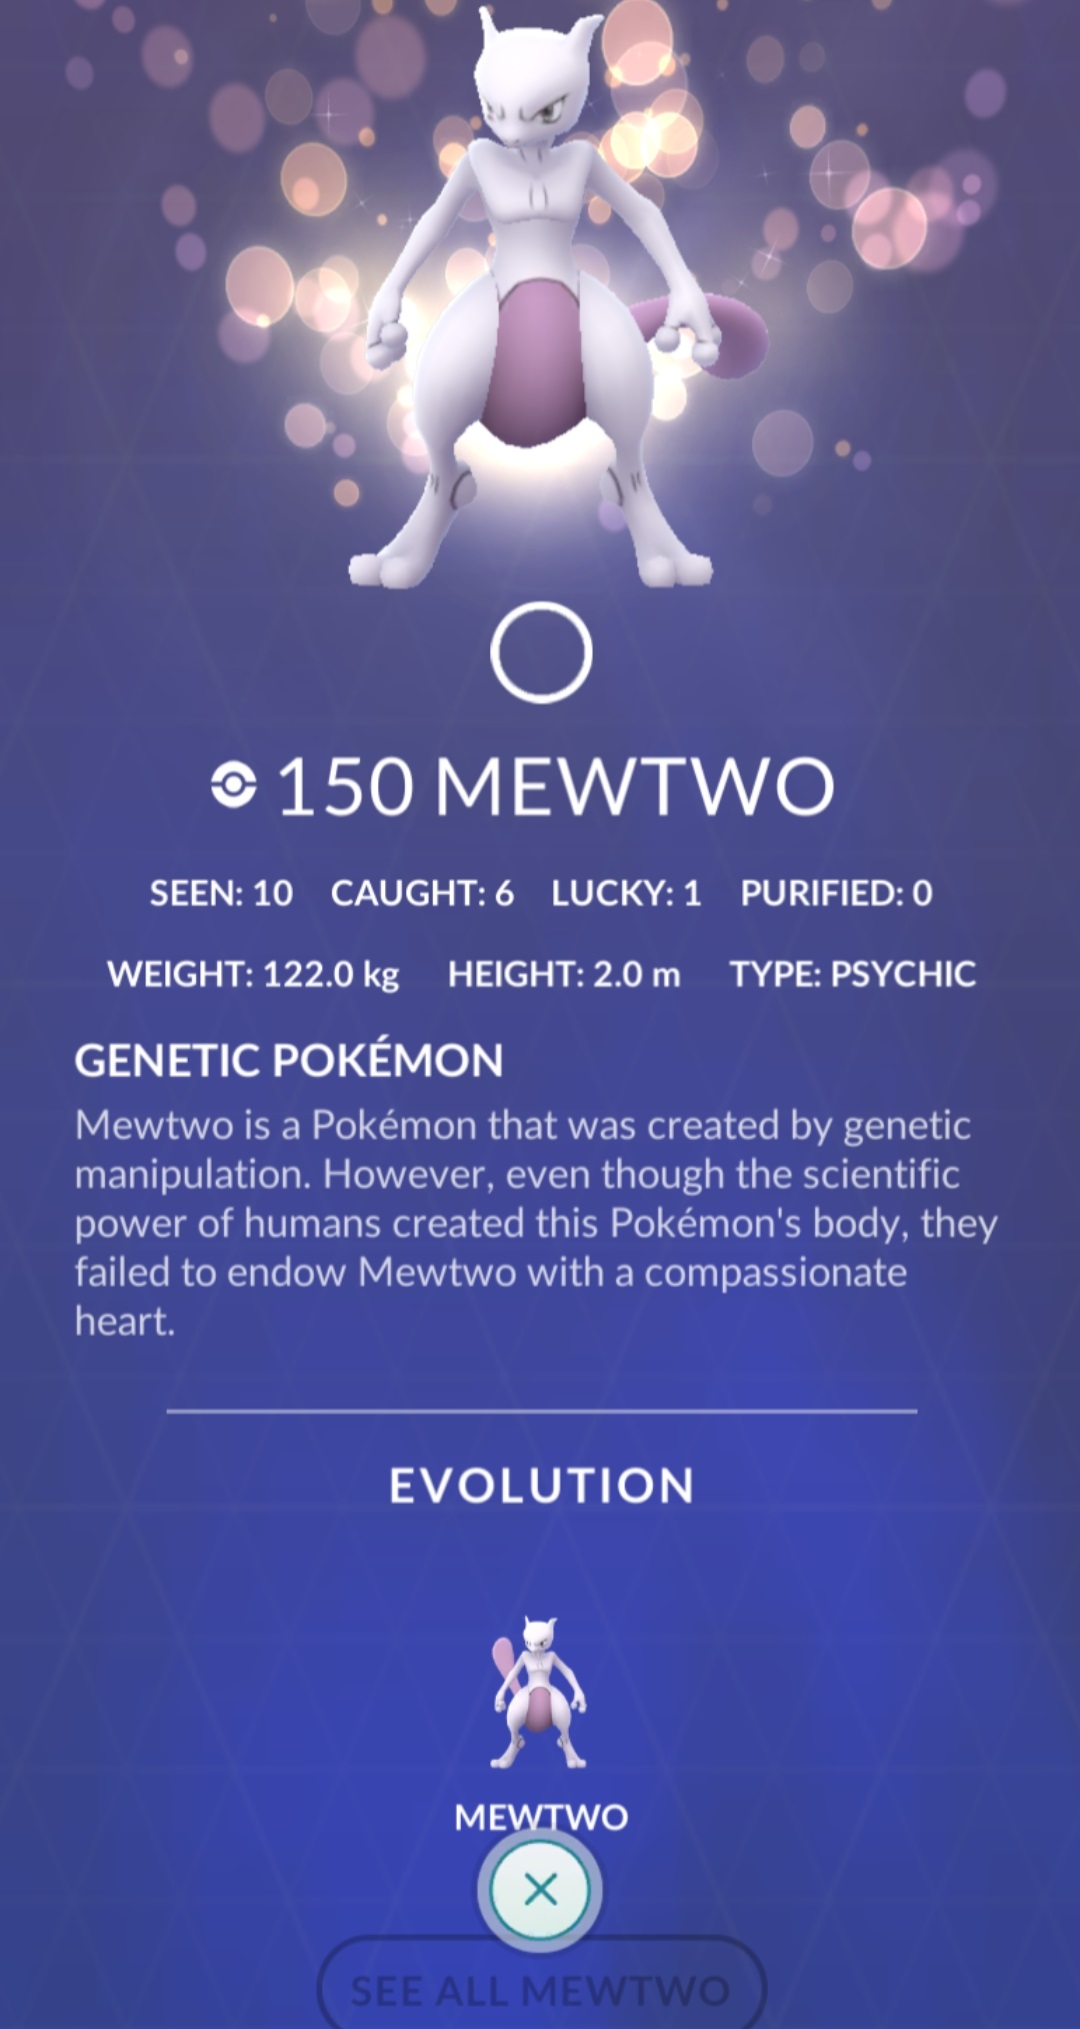 150 MEWTWO
SEEN: 10 CAUGHT: 6 LUCKY: 1 PURIFIED: 0
WEIGHT: 122.0 kg HEIGHT: 2.0 m TYPE: PSYCHIC
GENETIC POKÉMON
Mewtwo is a Pokémon that was created by genetic
manipulation. However, even though the scientific
power of humans created this Pokémon's body, they
failed to endow Mewtwo with a compassionate
heart.
EVOLUTION
MEWTWO
SEE ALL MEWTWO